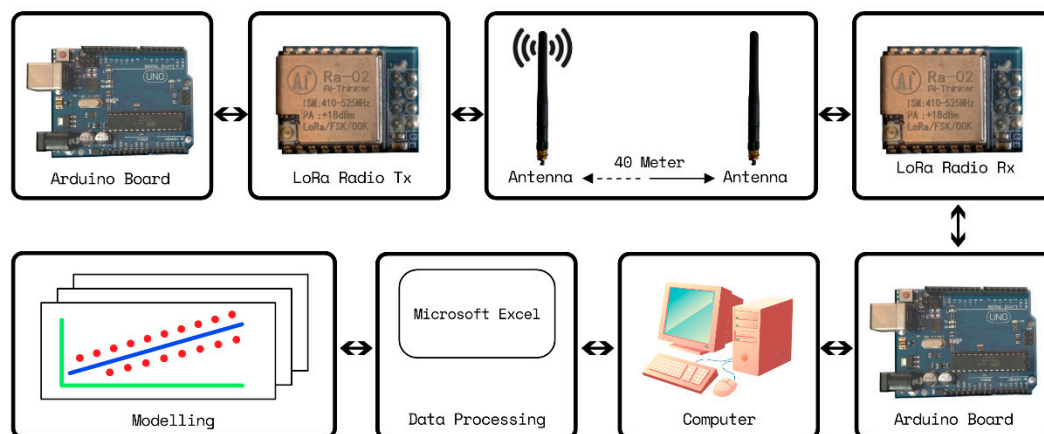 UNO
Arduino Board
Ra-02
Ai-Thinker
ISM:410-525MHz
PA :+18dBm
LoRa/FSK/OOK
LoRa Radio Tx
40 Meter
Antenna
Antenna
Ra-02
Ai-Thinker
ISM:410-525MHz
PA :+18dBm
LoRa/FSK/OOK
LoRa Radio Rx
Modelling
Microsoft Excel
Data Processing
Computer
UNO
Arduino Board